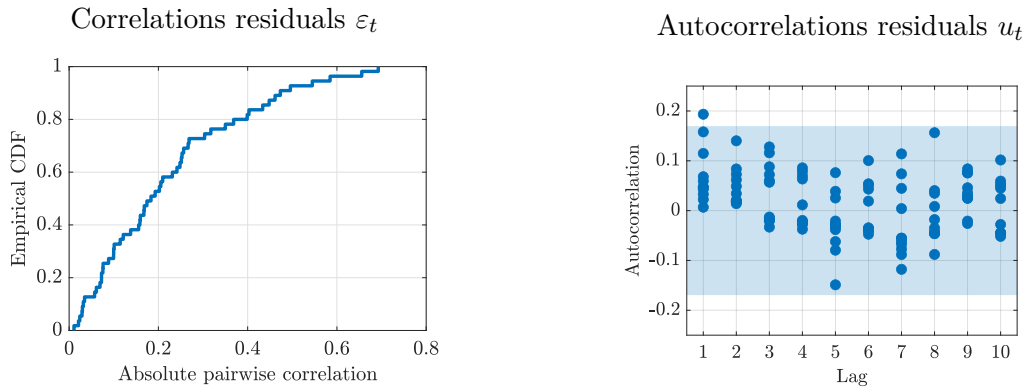 Correlations residuals εt
1
0.8
0.6
0.4
0.2
0
Empirical CDF
0 0.2 0.4 0.6 0.8
Absolute pairwise correlation
Autocorrelations residuals ut
0.2
0.1
0
-0.1
-0.2
Autocorrelation
1 2 3 4 5 6 7 8 9 10
Lag